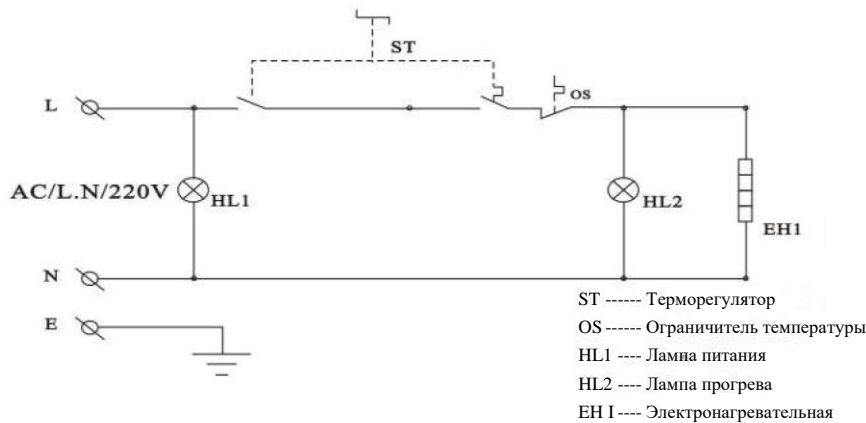 ST
L
OS
AC/L.N/220V
HL1
HL2
EH1
N
E
ST ------ Терморегулятор
OS ------ Ограничитель температуры
HL1 ---- Лампа питания
HL2 ---- Лампа прогрева
EH I ---- Электронагревательная